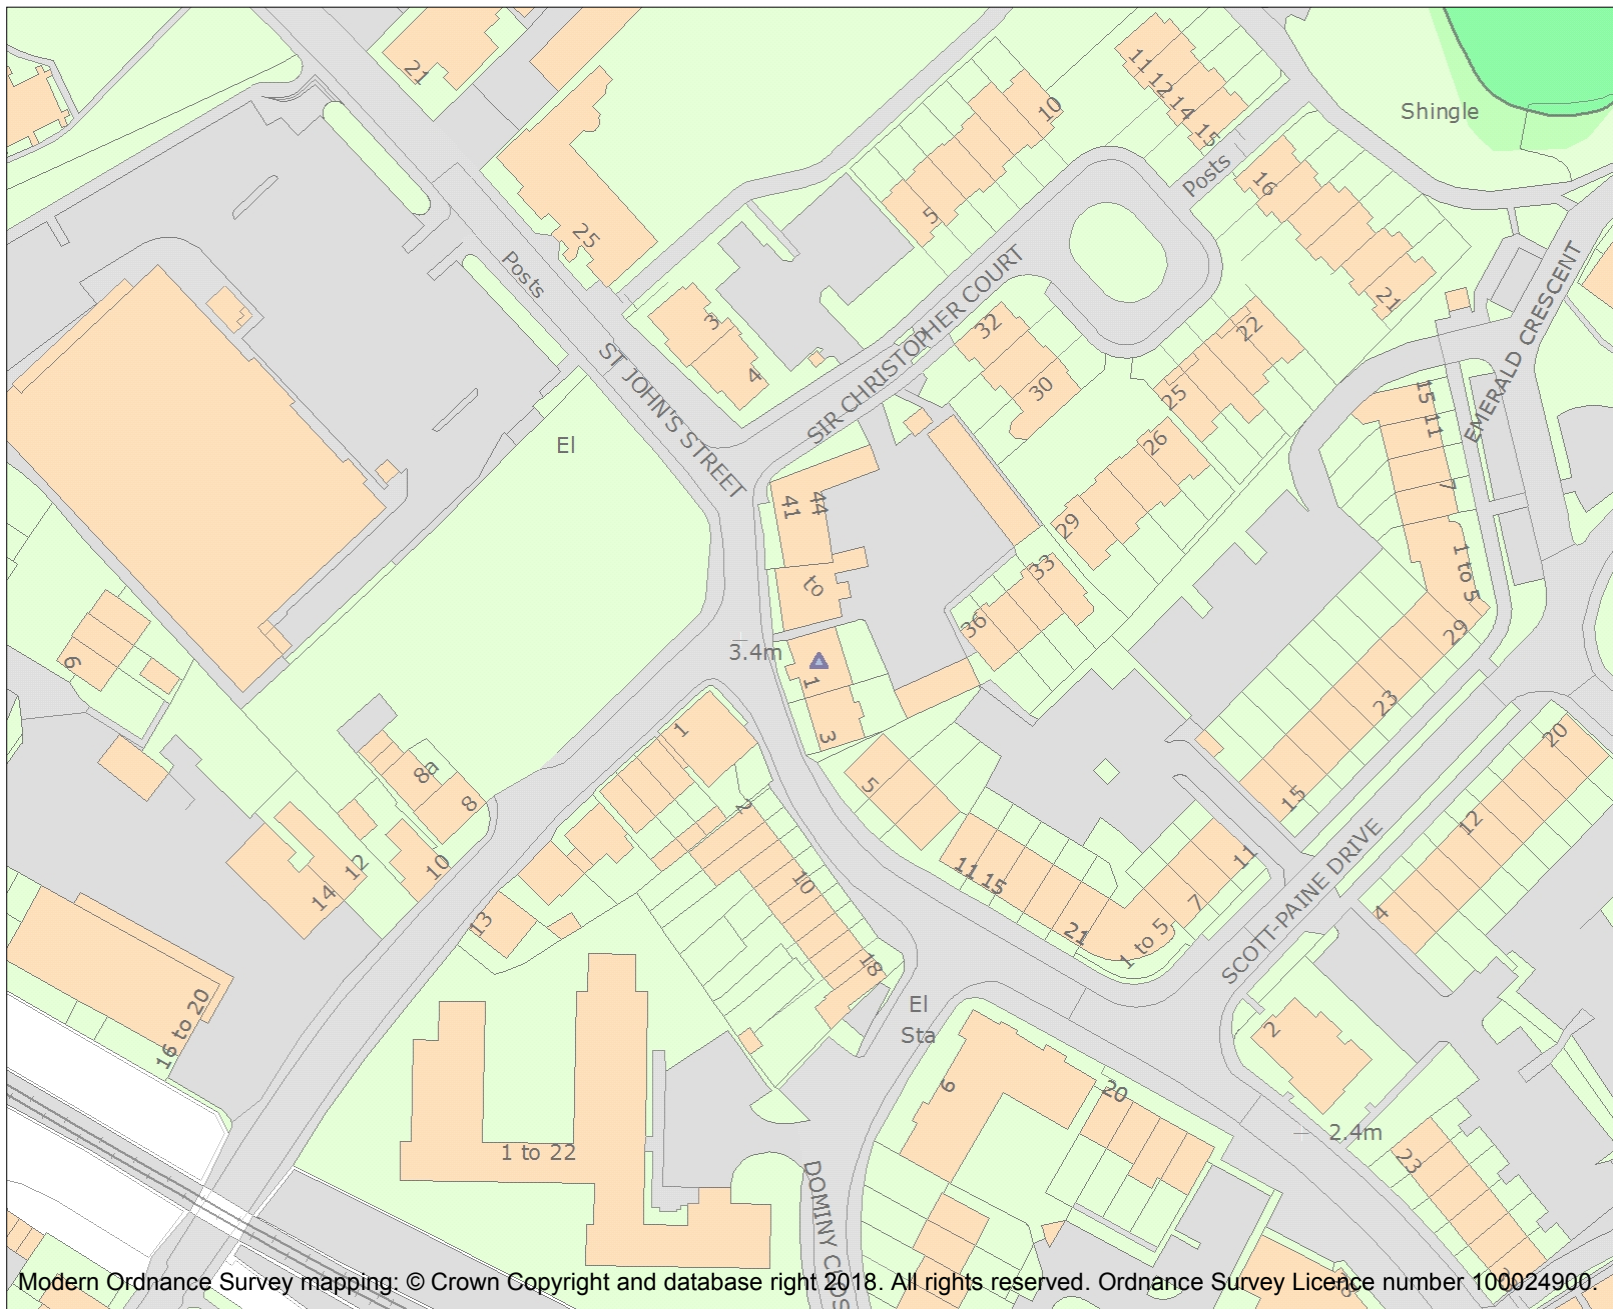 21
10
11 12 14 15
Shingle
Posts
16
5
25
Posts
21
EMERALD CRESCENT
3
4
ST JOHN'S STREET
SIR CHRISTOPHER COURT
32
30
22
25
15 11
7
El
41
44
26
29
33
36
to
1 to 5
29
3.4m
1
3
6
23
1
20
8a
8
5
2
15
12
10
12
14
10
11 15
11
7
4
21
1 to 5
SCOTT-PAINE DRIVE
13
18
16 to 20
El
Sta
2
9
20
2.4m
23
1 to 22
DOMINY CLOS
Modern Ordnance Survey mapping: © Crown Copyright and database right 2018. All rights reserved. Ordnance Survey Licence number 100024900.